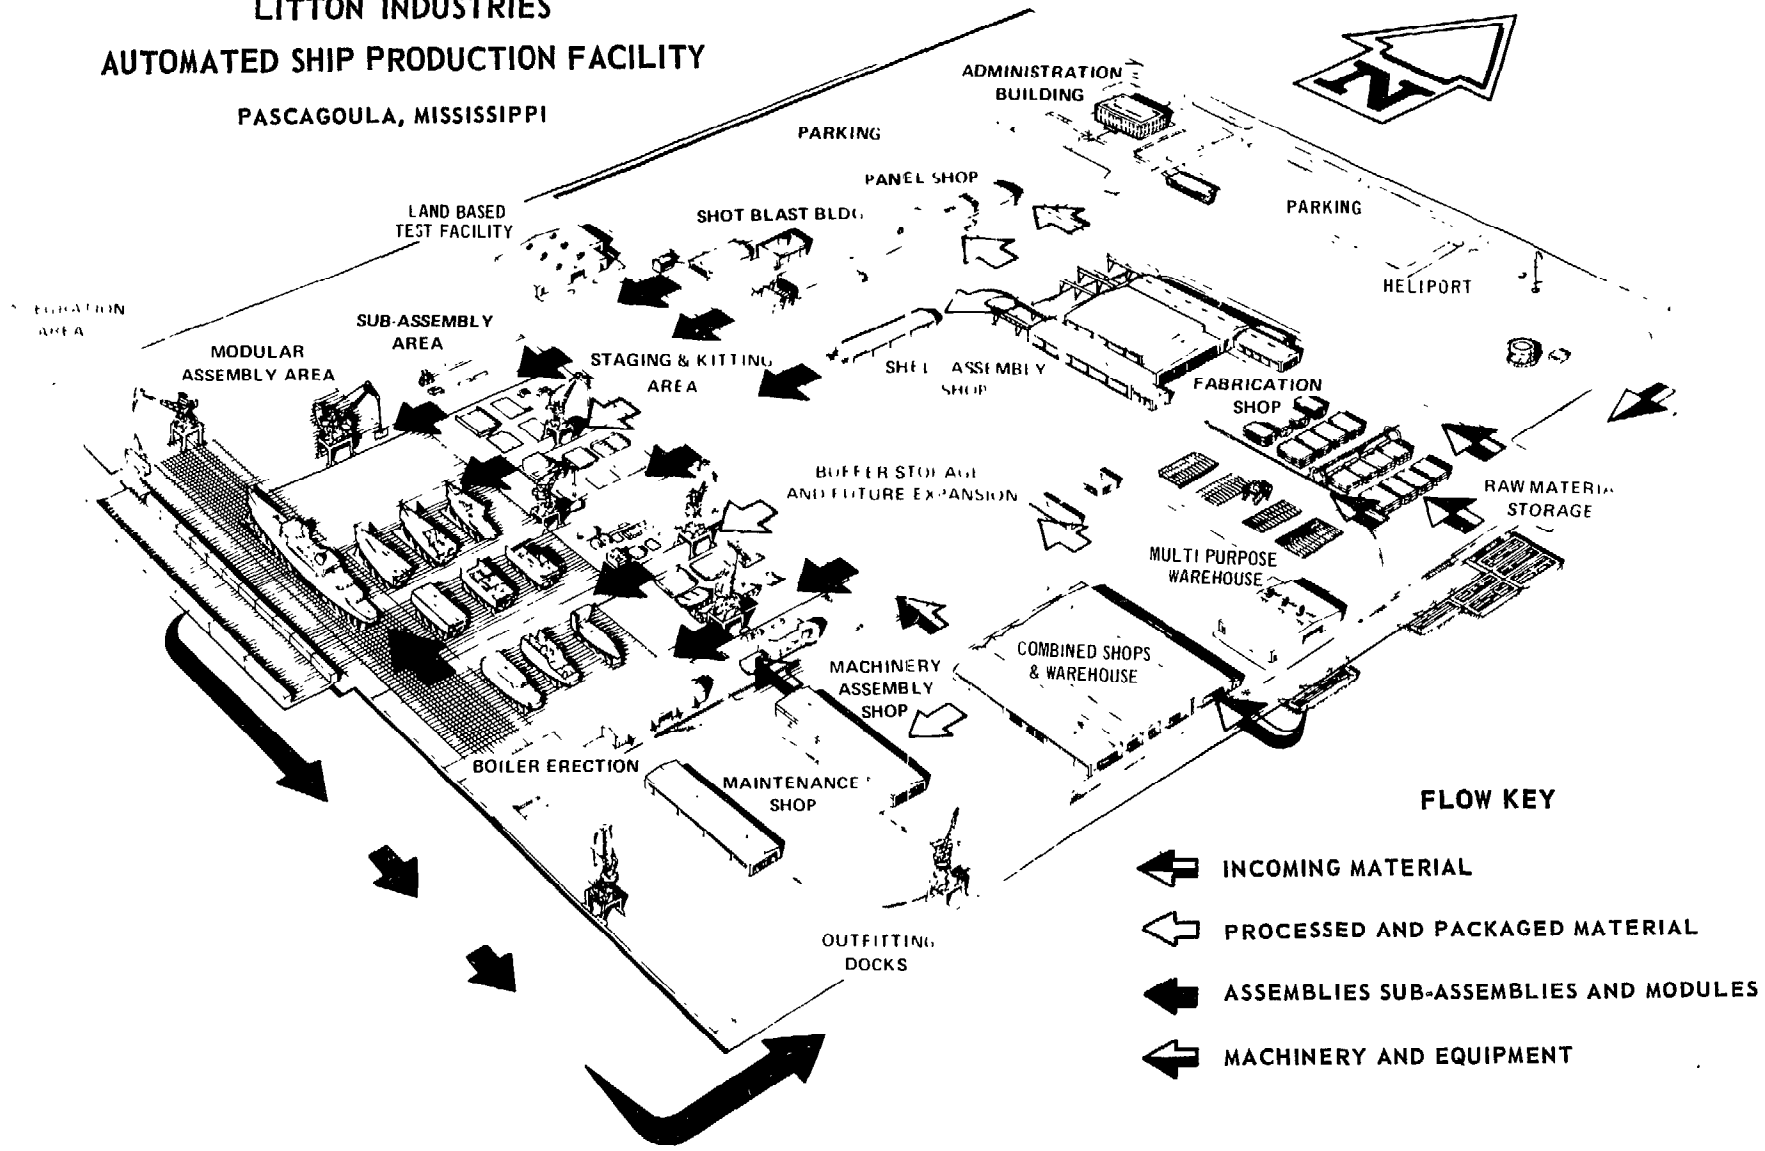 LITTON INDUSTRIES
AUTOMATED SHIP PRODUCTION FACILITY
PASCAGOULA, MISSISSIPPI
N
ADMINISTRATION
BUILDING
PARKING
PANEL SHOP
PARKING
LAND BASED
TEST FACILITY
SHOT BLAST BLDG
HELIPORT
AREA
SUB-ASSEMBLY
AREA
MODULAR
ASSEMBLY AREA
STAGING & KITTING
AREA
SHELL ASSEMBLY
SHOP
FABRICATION
SHOP
BUFFER STORAGE
AND FUTURE EXPANSION
RAW MATERIAL
STORAGE
MULTI PURPOSE
WAREHOUSE
COMBINED SHOPS
& WAREHOUSE
MACHINERY
ASSEMBLY
SHOP
BOILER ERECTION
MAINTENANCE
SHOP
OUTFITTING
DOCKS
FLOW KEY
INCOMING MATERIAL
PROCESSED AND PACKAGED MATERIAL
ASSEMBLIES SUB-ASSEMBLIES AND MODULES
MACHINERY AND EQUIPMENT